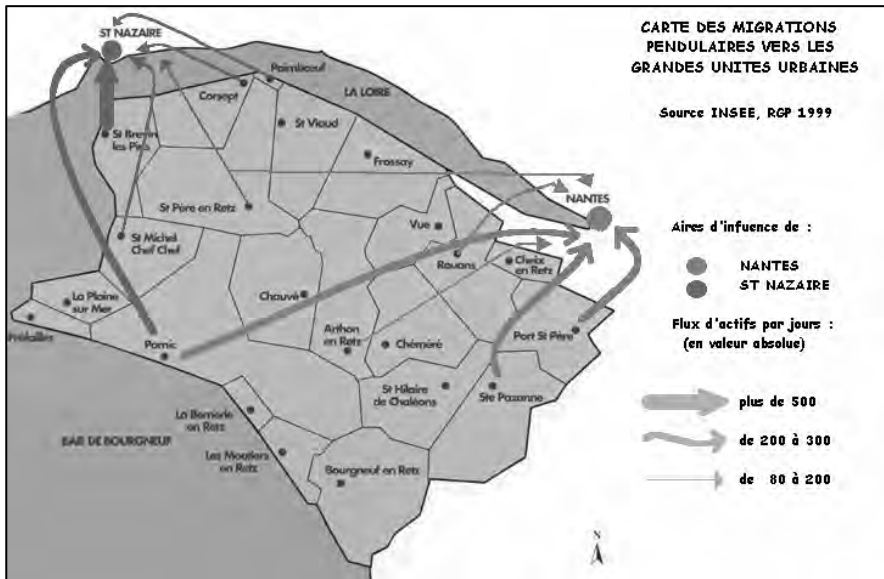 CARTE DES MIGRATIONS
PENDULAIRES VERS LES
GRANDES UNITES URBAINES
Source INSEE, RGP 1999
ST NAZAIRE
Paimboeuf
Corsept
LA LOIRE
St Viaud
St Brevin
les Pins
Frossay
NANTES
St Père en Retz
Vue
St Michel
Chef Chef
Rouans
Cheix
en Retz
La Plaine
sur Mer
Chauvé
Préfailles
Pornic
Arthon
en Retz
Chéméré
Port St Père
St Hilaire
de Chaléons
Ste Pazanne
La Bernerie
en Retz
BAIE DE BOURGNEUF
Les Moutiers
en Retz
Bourgneuf en Retz
Aires d'infuence de :
NANTES
ST NAZAIRE
Flux d'actifs par jours :
(en valeur absolue)
plus de 500
de 200 à 300
de 80 à 200
N